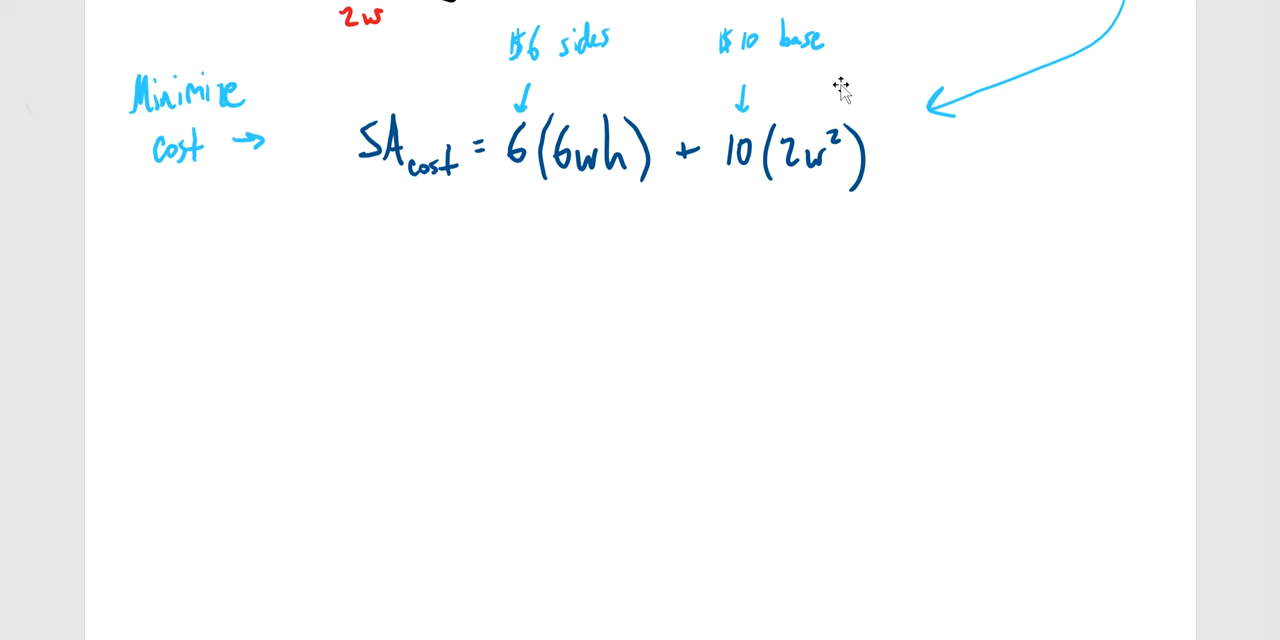 2w
$6 sides $10 base
Minimize
cost → SA_cost = 6(6wh) + 10(2w²)